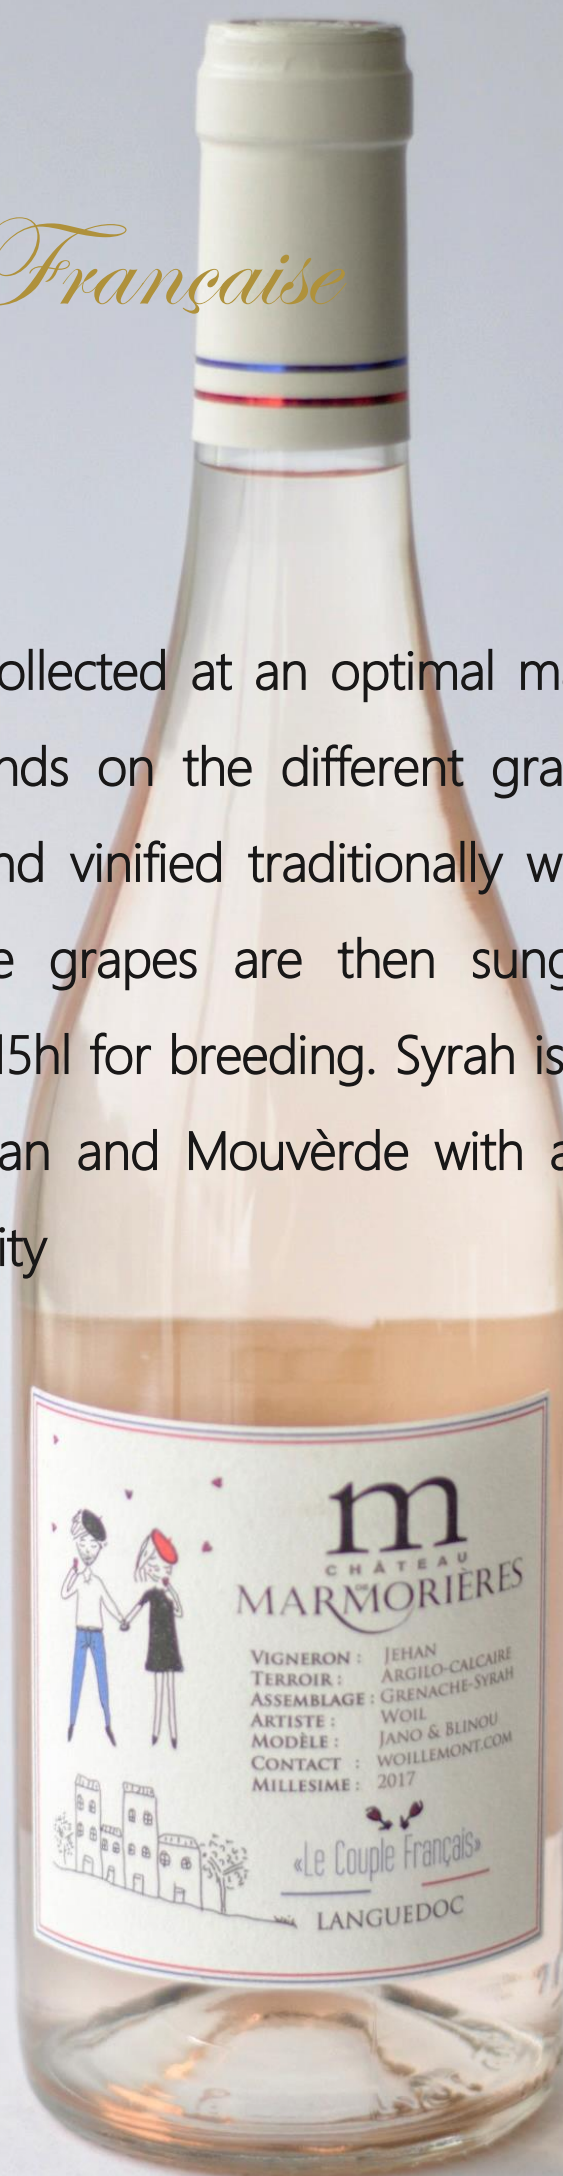 Française
ollected at an optimal m
nds on the different gra
nd vinified traditionally w
e grapes are then sung
15hl for breeding. Syrah is
an and Mouvèrde with a
ity
m
CHÂTEAU
DE
MARMORIÈRES
VIGNERON : JEHAN
TERROIR : ARGILO-CALCAIRE
ASSEMBLAGE : GRENACHE-SYRAH
ARTISTE : WOIL
MODÈLE : JANO & BLINOU
CONTACT : WOILLEMONT.COM
MILLESIME : 2017
«Le Couple Français»
LANGUEDOC